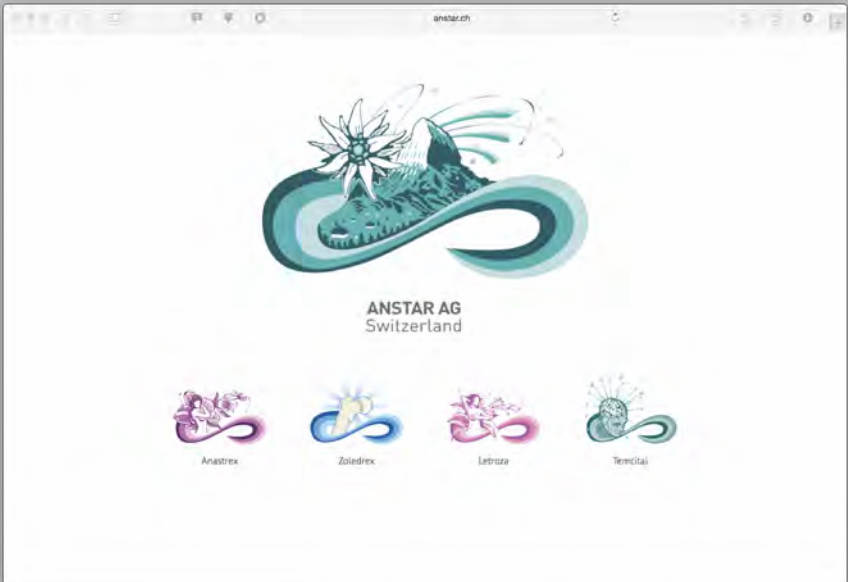 anstar.ch
ANSTAR AG
Switzerland
Anastrex
Zoledrex
Letroza
Temcital